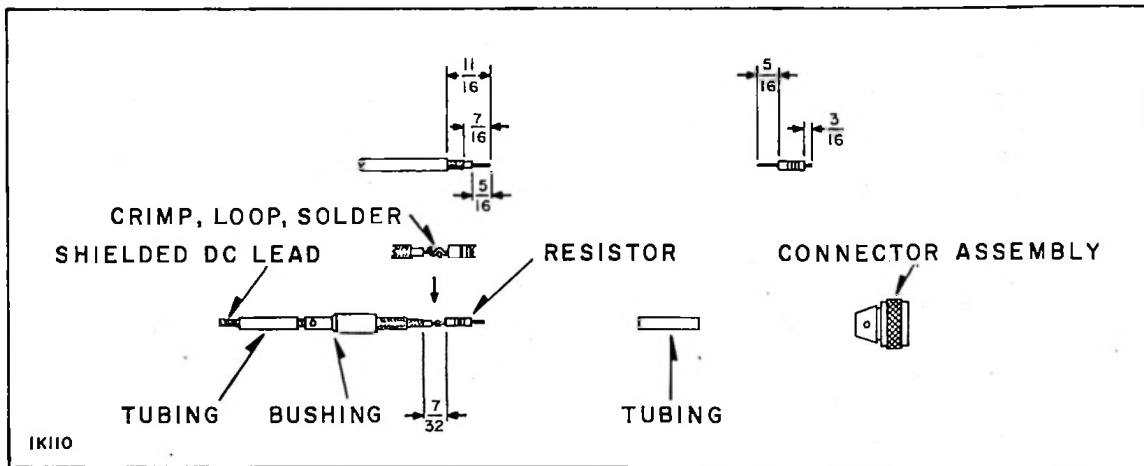 11/16
5/16
7/16
3/16
5/16
CRIMP, LOOP, SOLDER
SHIELDED DC LEAD
RESISTOR
CONNECTOR ASSEMBLY
TUBING
BUSHING
7/32
TUBING
1K110